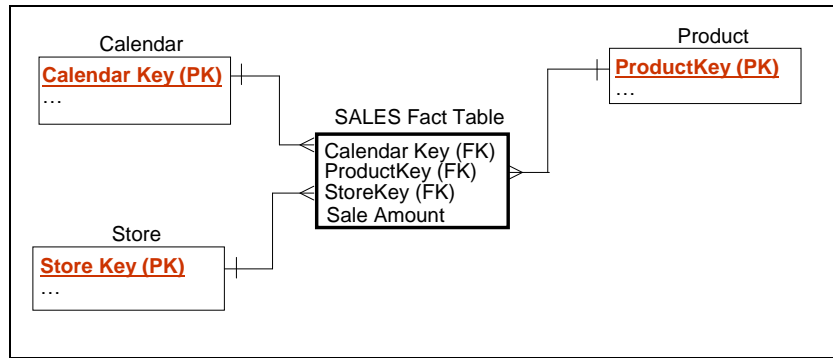 Calendar
Calendar Key (PK)
…
Product
ProductKey (PK)
…
SALES Fact Table
Calendar Key (FK)
ProductKey (FK)
StoreKey (FK)
Sale Amount
Store
Store Key (PK)
…